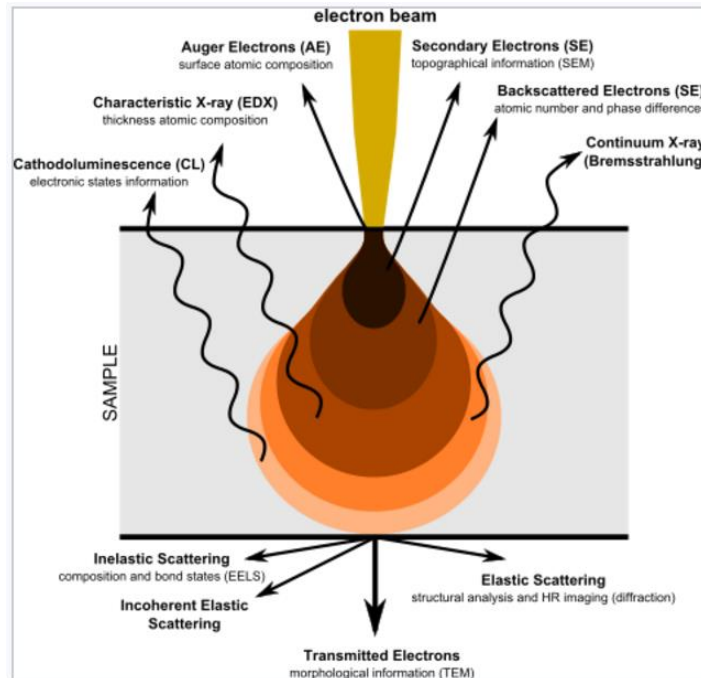 electron beam
Auger Electrons (AE)
surface atomic composition
Secondary Electrons (SE)
topographical information (SEM)
Characteristic X-ray (EDX)
thickness atomic composition
Backscattered Electrons (SE)
atomic number and phase difference
Cathodoluminescence (CL)
electronic states information
Continuum X-ray
(Bremsstrahlung
SAMPLE
Inelastic Scattering
composition and bond states (EELS)
Incoherent Elastic
Scattering
Elastic Scattering
structural analysis and HR imaging (diffraction)
Transmitted Electrons
morphological information (TEM)